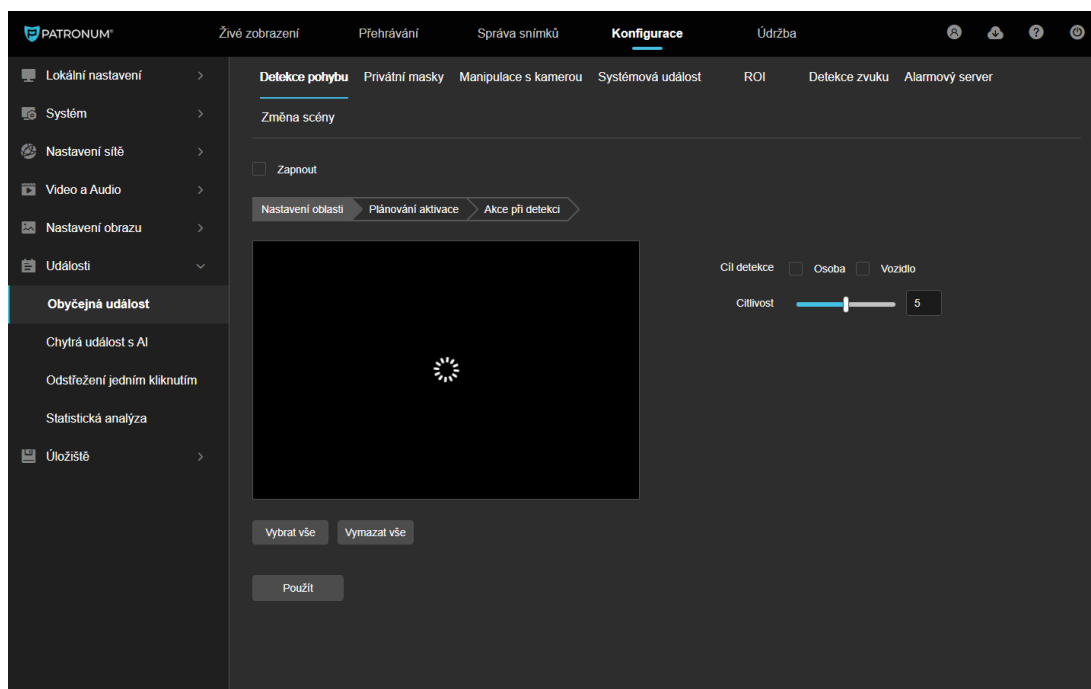 PATRONUM®
Živé zobrazení
Přehrávání
Správa snímků
Konfigurace
Údržba
Lokální nastavení
Systém
Nastavení sítě
Video a Audio
Nastavení obrazu
Události
Obyčejná událost
Chytrá událost s AI
Odstřežení jedním kliknutím
Statistická analýza
Úložiště
Detekce pohybu
Privátní masky
Manipulace s kamerou
Systémová událost
ROI
Detekce zvuku
Alarmový server
Změna scény
Zapnout
Nastavení oblasti
Plánování aktivace
Akce při detekci
Cíl detekce
Osoba
Vozidlo
Citlivost
5
Vybrat vše
Vymazat vše
Použít